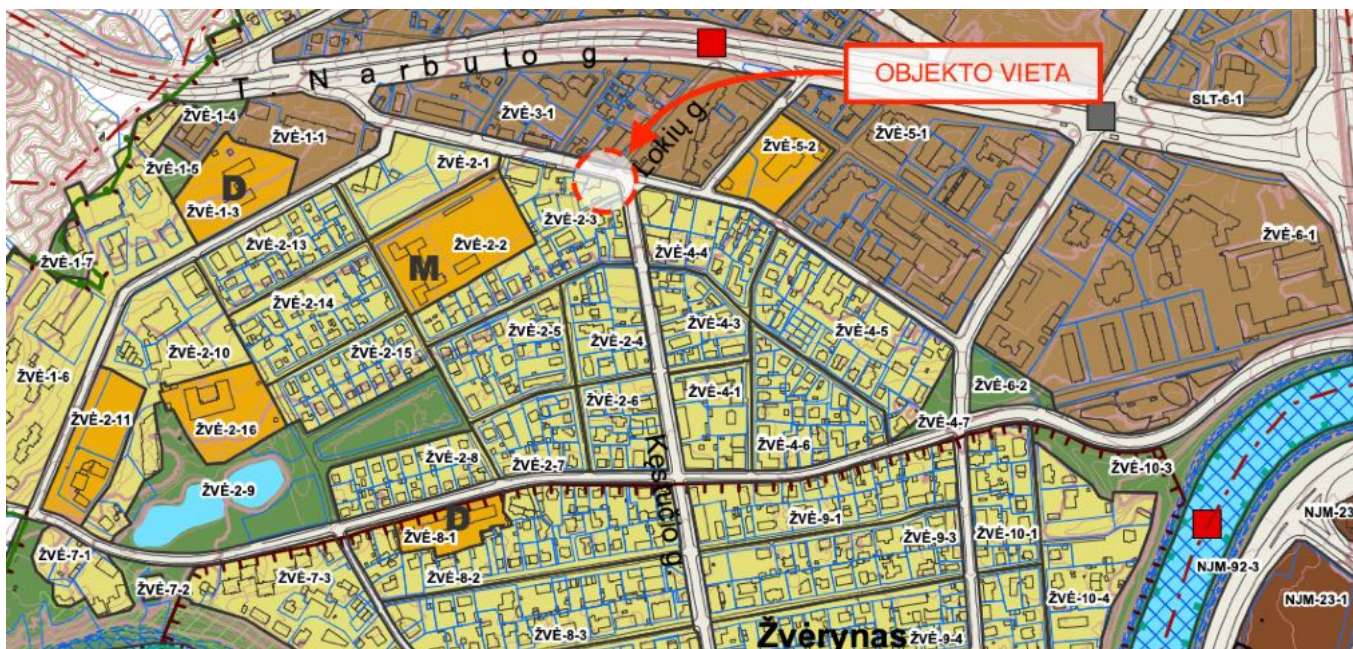 T. Narbuto g.
OBJEKTO VIETA
SLT-6-1
ŽVĖ-1-4
ŽVĖ-1-1
ŽVĖ-3-1
Lokių g.
ŽVĖ-5-2
ŽVĖ-5-1
ŽVĖ-1-5
ŽVĖ-2-1
D
ŽVĖ-1-3
ŽVĖ-2-3
ŽVĖ-6-1
ŽVĖ-2-13
ŽVĖ-2-2
ŽVĖ-4-4
ŽVĖ-1-7
M
ŽVĖ-2-14
ŽVĖ-4-3
ŽVĖ-4-5
ŽVĖ-2-5
ŽVĖ-2-4
ŽVĖ-2-10
ŽVĖ-2-15
ŽVĖ-1-6
ŽVĖ-6-2
ŽVĖ-4-1
ŽVĖ-2-6
ŽVĖ-2-11
ŽVĖ-2-16
ŽVĖ-4-7
ŽVĖ-4-6
ŽVĖ-2-8
ŽVĖ-2-7
Kęstučio g.
ŽVĖ-10-3
ŽVĖ-2-9
NJM-23
D
ŽVĖ-9-1
ŽVĖ-8-1
ŽVĖ-9-3
ŽVĖ-10-1
ŽVĖ-7-1
NJM-92-3
ŽVĖ-7-3
ŽVĖ-8-2
ŽVĖ-7-2
ŽVĖ-10-4
NJM-23-1
ŽVĖ-8-3
Žvėrynas
ŽVĖ-9-4